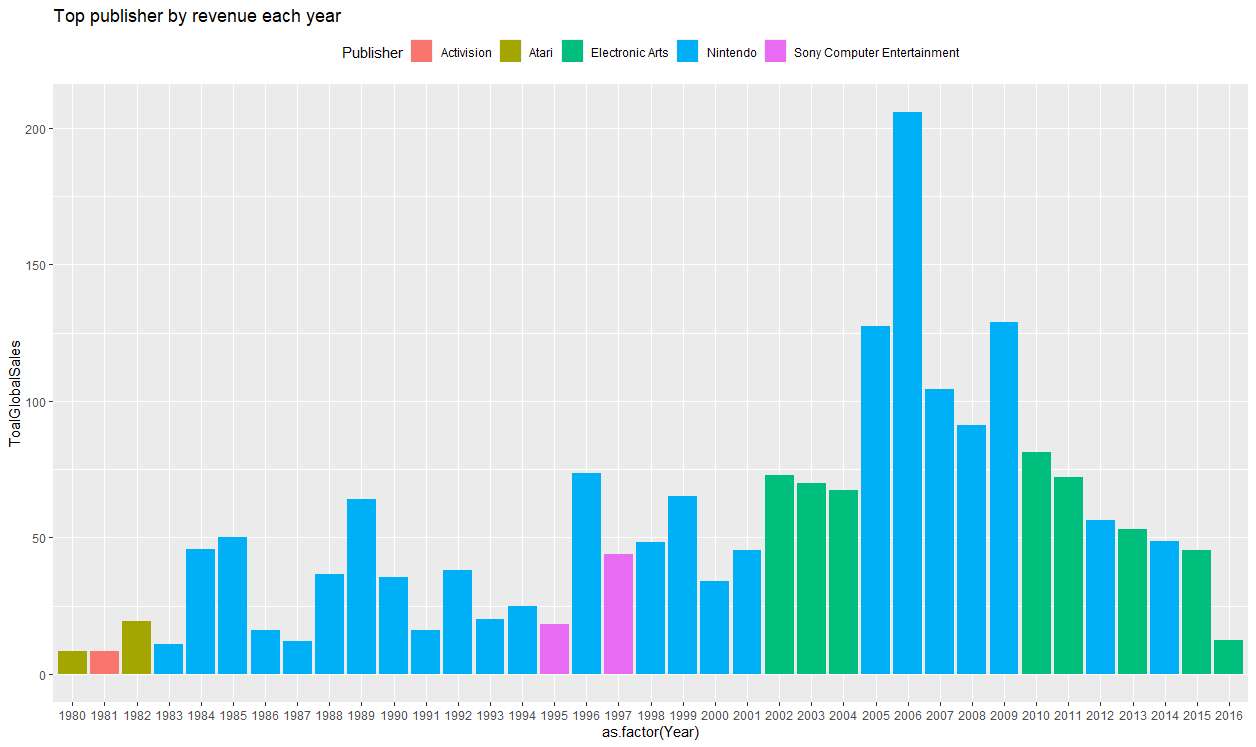 Top publisher by revenue each year
Publisher Activision Atari Electronic Arts Nintendo Sony Computer Entertainment
ToalGlobalSales
200
150
100
50
0
1980 1981 1982 1983 1984 1985 1986 1987 1988 1989 1990 1991 1992 1993 1994 1995 1996 1997 1998 1999 2000 2001 2002 2003 2004 2005 2006 2007 2008 2009 2010 2011 2012 2013 2014 2015 2016
as.factor(Year)